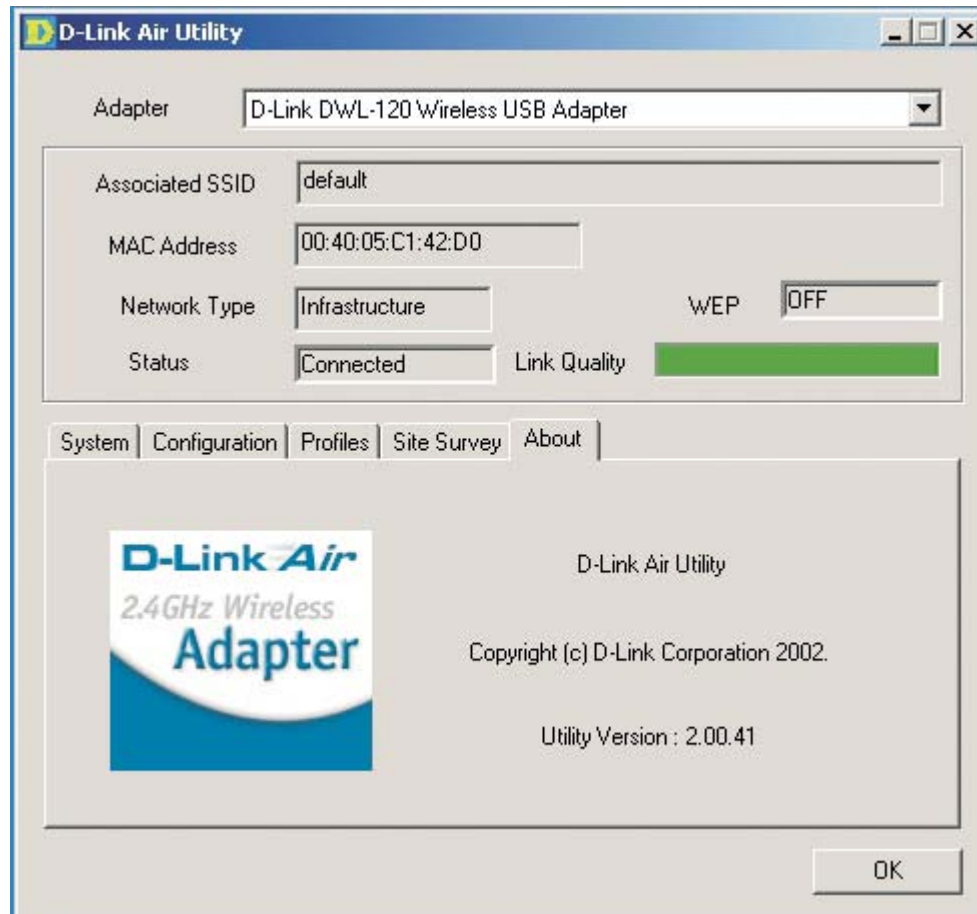 D-Link Air Utility
Adapter D-Link DWL-120 Wireless USB Adapter
Associated SSID default
MAC Address 00:40:05:C1:42:D0
Network Type Infrastructure WEP OFF
Status Connected Link Quality
System Configuration Profiles Site Survey About
D-Link Air
2.4GHz Wireless
Adapter
D-Link Air Utility
Copyright (c) D-Link Corporation 2002.
Utility Version : 2.00.41
OK